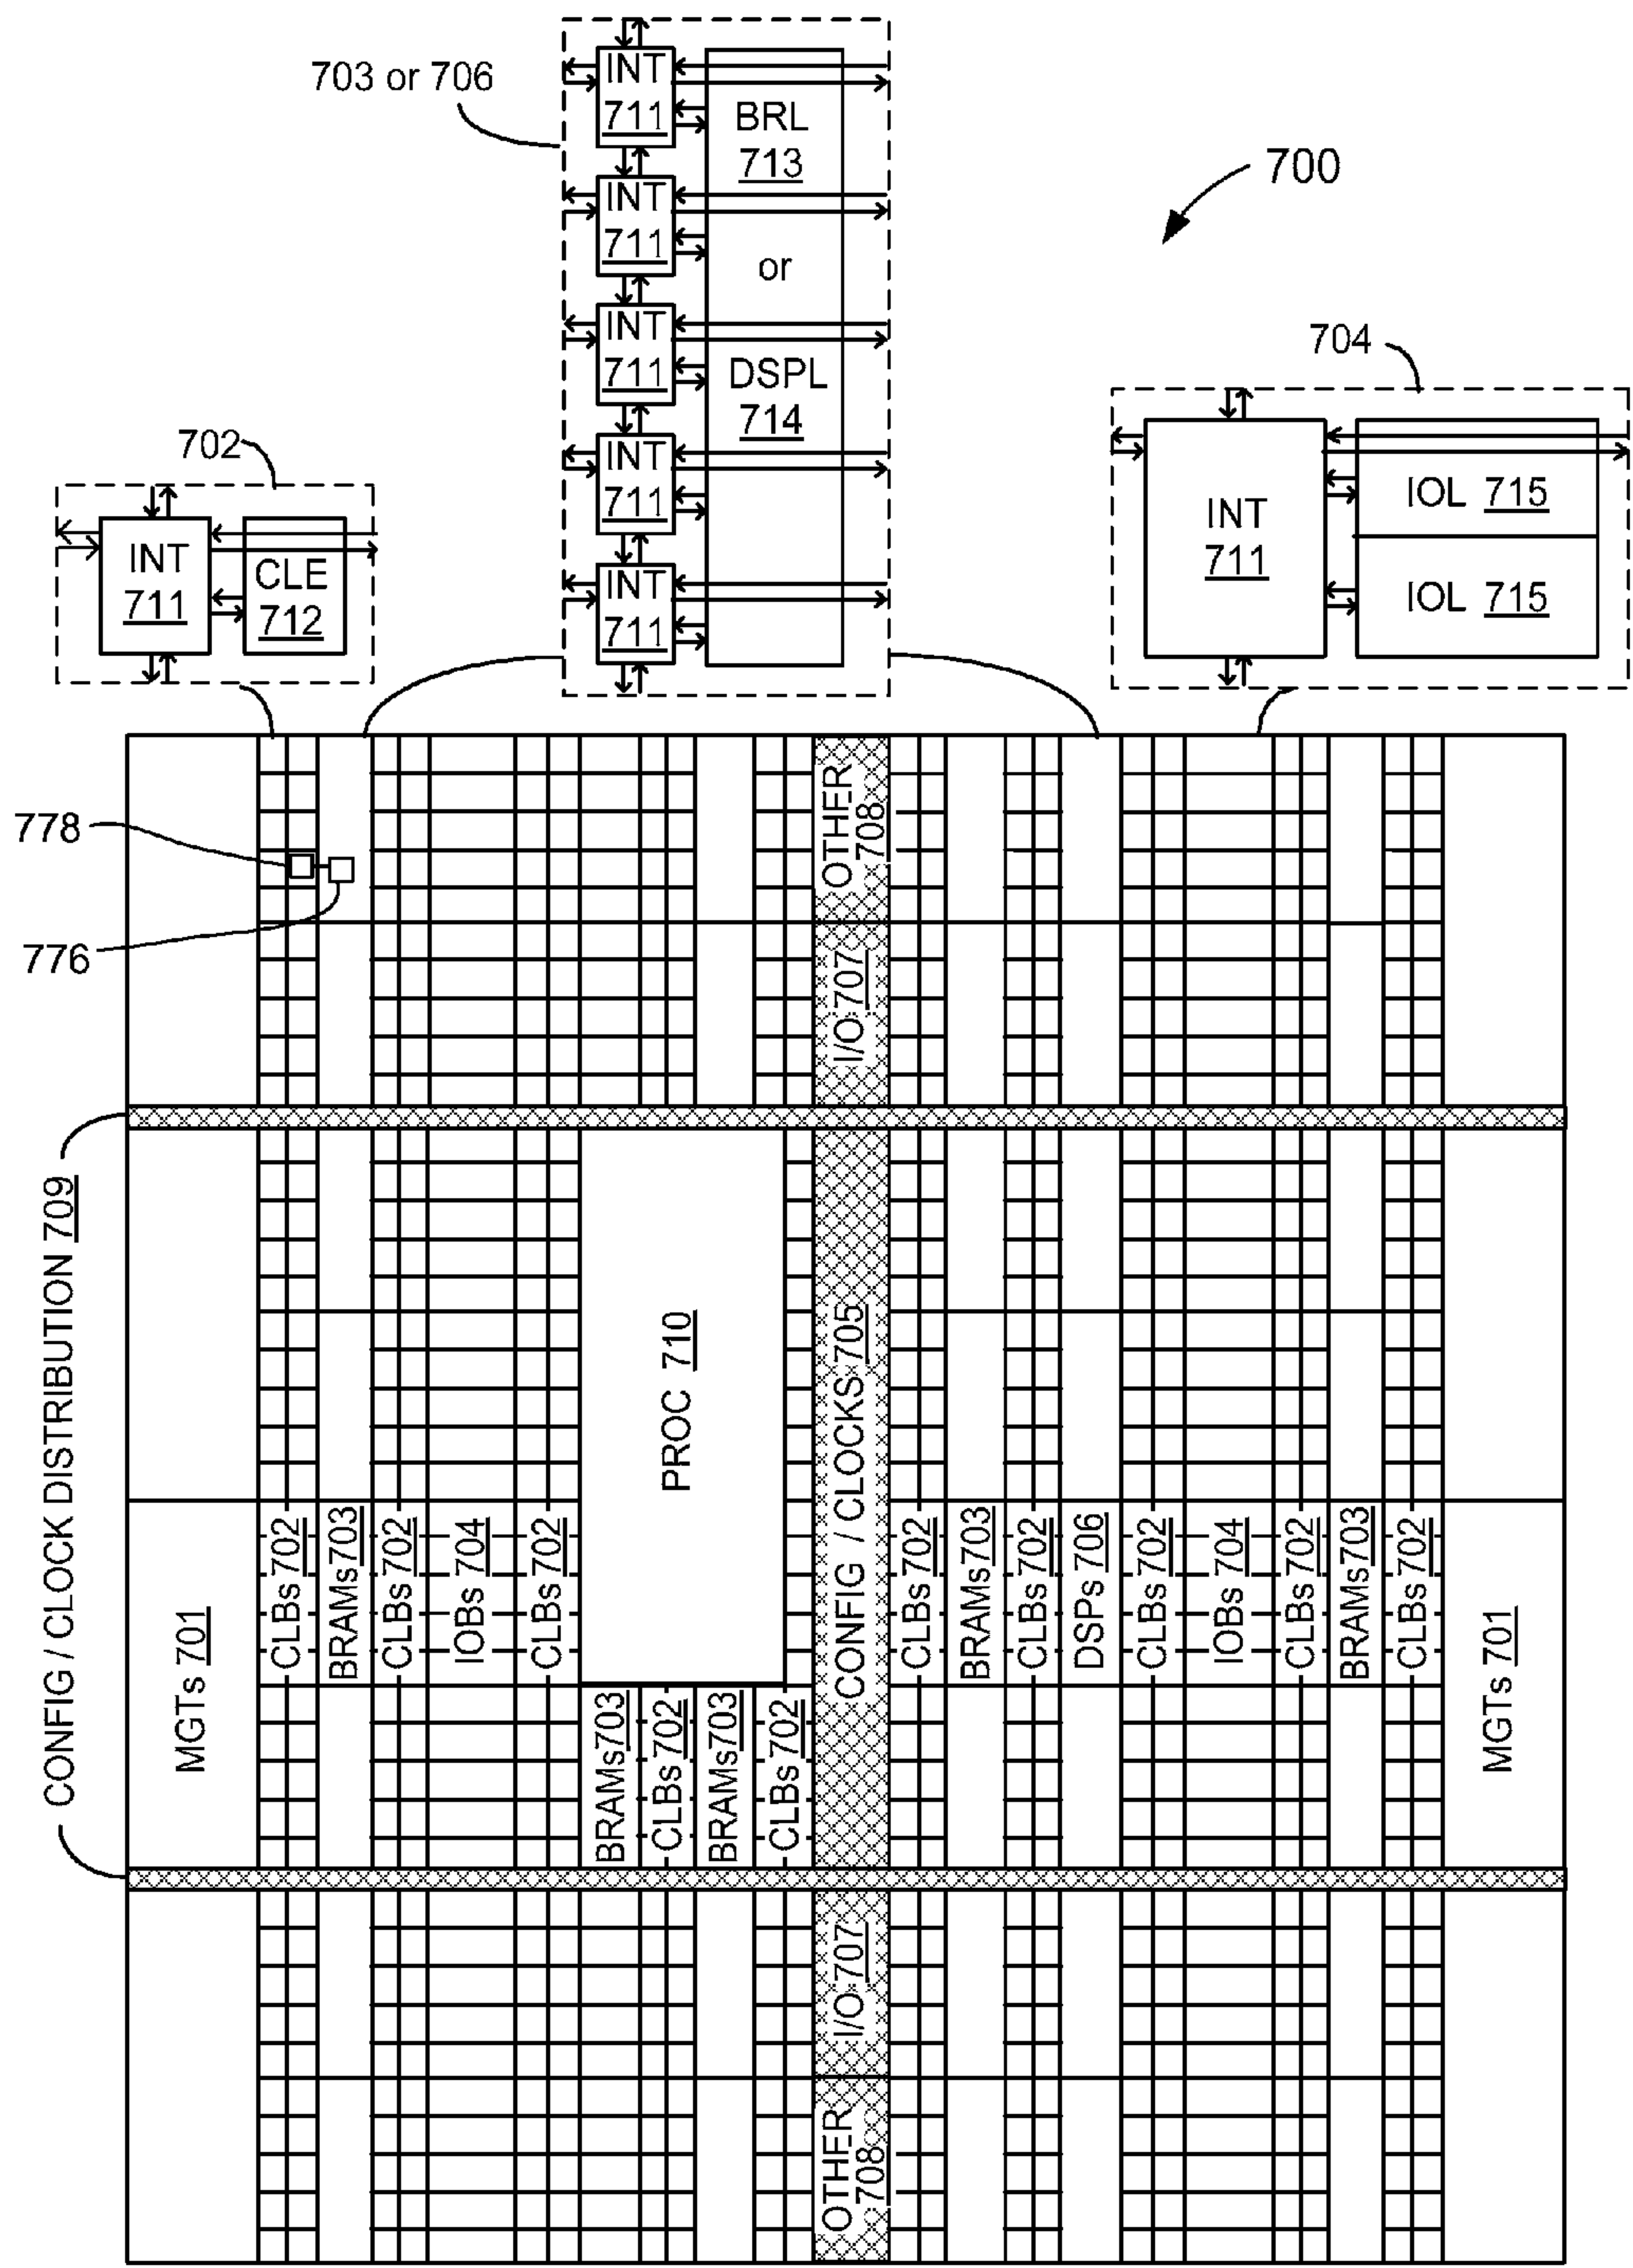 703 or 706
INT
711
INT
711
INT
711
INT
711
INT
711
BRL
713
or
DSPL
714
700
702
INT
711
CLE
712
704
INT
711
IOL 715
IOL 715
778
776
OTHER
708
I/O 707
CONFIG / CLOCK DISTRIBUTION 709
PROC 710
CONFIG / CLOCKS 705
MGTs 701
CLBs 702
BRAMs 703
CLBs 702
IOBs 704
CLBs 702
BRAMs 703
CLBs 702
BRAMs 703
CLBs 702
CLBs 702
BRAMs 703
CLBs 702
DSPs 706
CLBs 702
IOBs 704
CLBs 702
BRAMs 703
CLBs 702
MGTs 701
I/O 707
OTHER
708